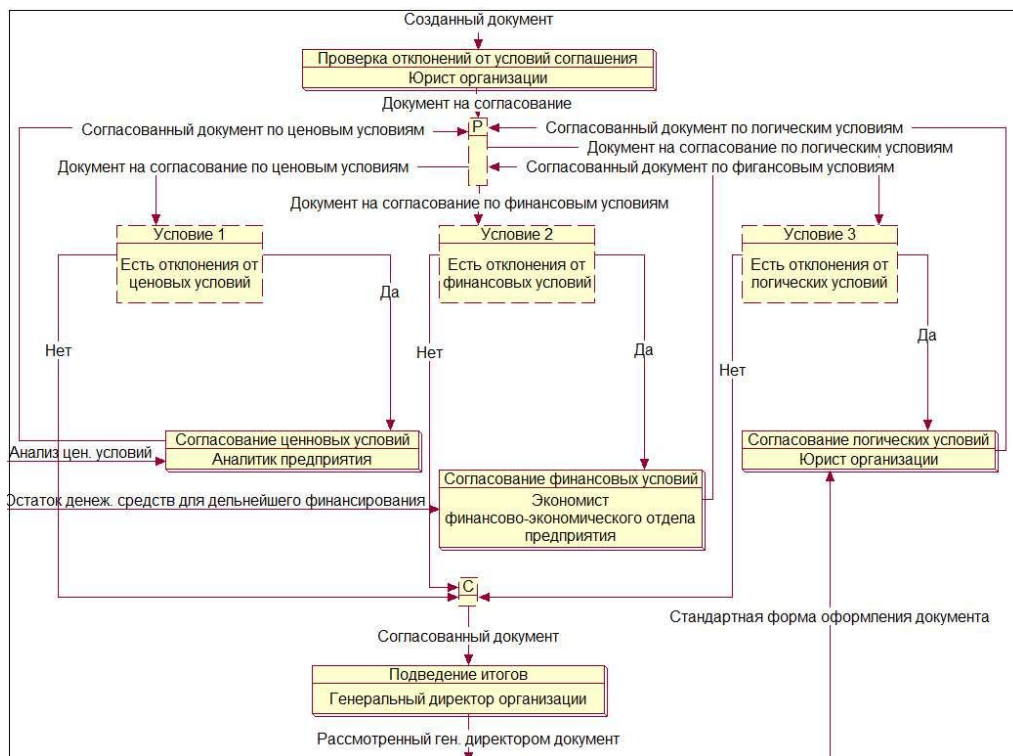 Созданный документ
Проверка отклонений от условий соглашения
Юрист организации
Документ на согласование
Согласованный документ по ценовым условиям
Р
Согласованный документ по логическим условиям
Документ на согласование по логическим условиям
Документ на согласование по ценовым условиям
Согласованный документ по фигансовым условиям
Документ на согласование по финансовым условиям
Условие 1
Есть отклонения от
ценовых условий
Условие 2
Есть отклонения от
финансовых условий
Условие 3
Есть отклонения от
логических условий
Да
Нет
Нет
Да
Нет
Да
Согласование ценновых условий
Аналитик предприятия
Анализ цен. условий
Согласование логических условий
Юрист организации
Согласование финансовых условий
Экономист
финансово-экономического отдела
предприятия
Остаток денеж. средств для дельнейшего финансирования
С
Стандартная форма оформления документа
Согласованный документ
Подведение итогов
Генеральный директор организации
Рассмотренный ген. директором документ